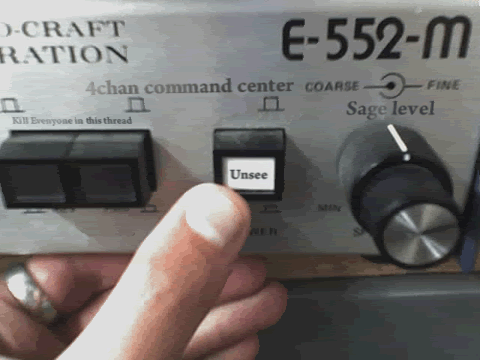 O-CRAFT
RATION
E-552-M
4chan command center
COARSE
FINE
Sage level
Kill Everyone in this thread
Unsee
MIN